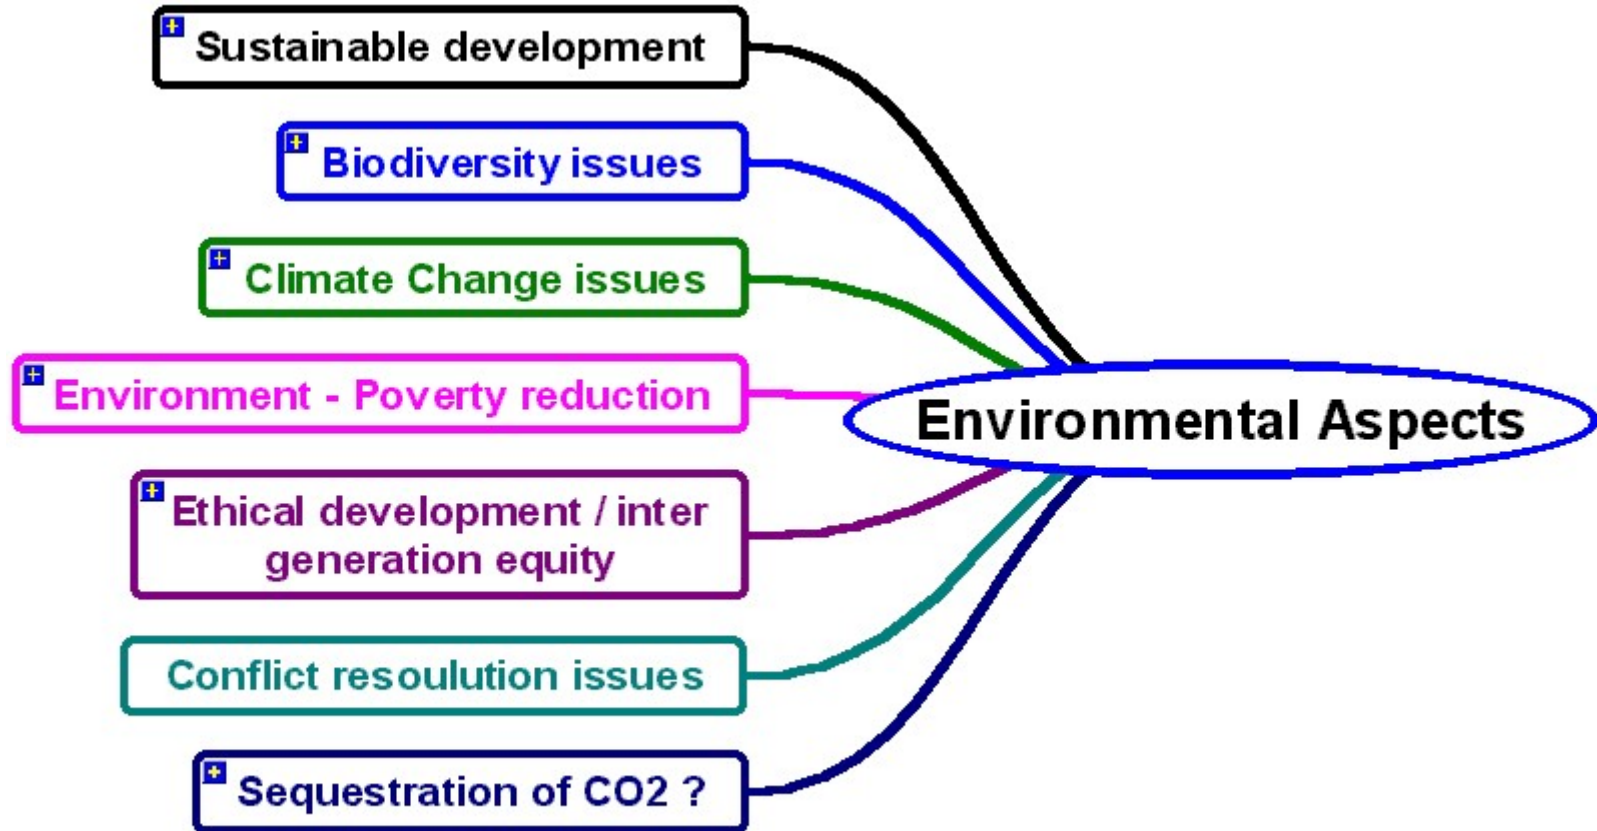 Sustainable development
Biodiversity issues
Climate Change issues
Environment - Poverty reduction
Environmental Aspects
Ethical development / inter
generation equity
Conflict resoulution issues
Sequestration of CO2 ?